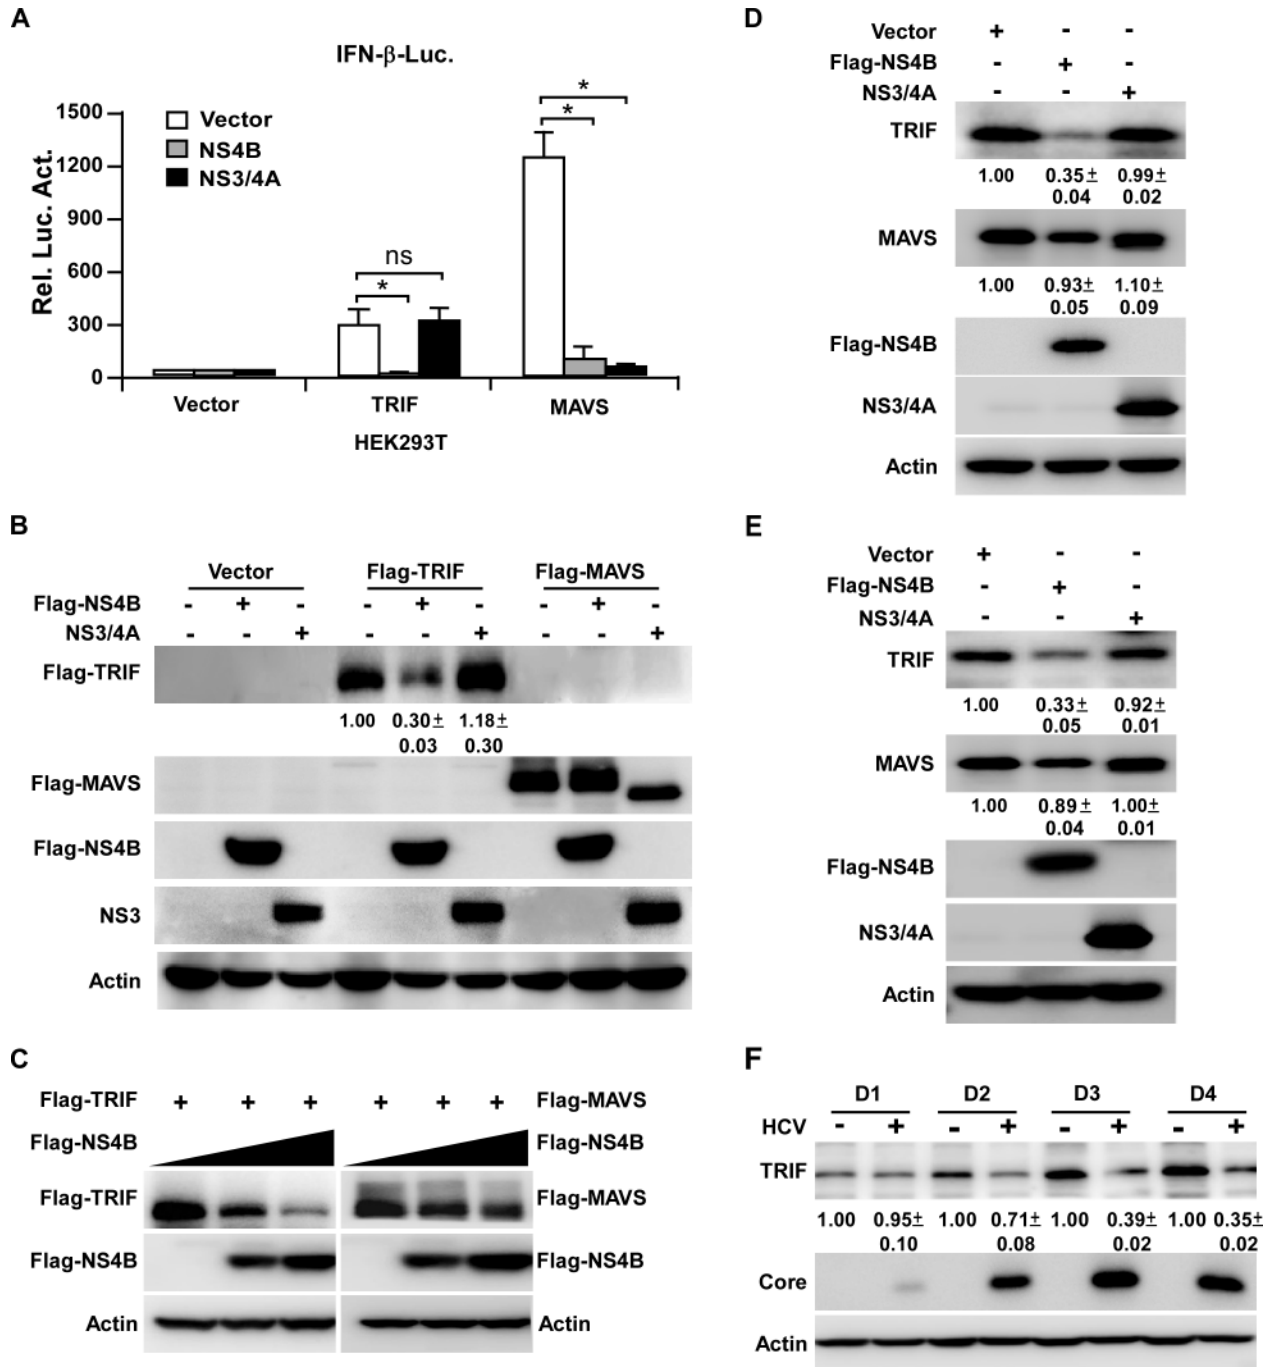 A
IFN-β-Luc.
Rel. Luc. Act.
1500
1200
900
600
300
0
Vector
NS4B
NS3/4A
ns
*
*
*
Vector TRIF MAVS
HEK293T
B
Vector Flag-TRIF Flag-MAVS
Flag-NS4B - + - - + - - + -
NS3/4A - - + - - + - - +
Flag-TRIF
1.00 0.30± 1.18±
0.03 0.30
Flag-MAVS
Flag-NS4B
NS3
Actin
C
Flag-TRIF + + + + + + Flag-MAVS
Flag-NS4B Flag-NS4B
Flag-TRIF Flag-MAVS
Flag-NS4B Flag-NS4B
Actin Actin
D
Vector + - -
Flag-NS4B - + -
NS3/4A - - +
TRIF
1.00 0.35± 0.99±
0.04 0.02
MAVS
1.00 0.93± 1.10±
0.05 0.09
Flag-NS4B
NS3/4A
Actin
E
Vector + - -
Flag-NS4B - + -
NS3/4A - - +
TRIF
1.00 0.33± 0.92±
0.05 0.01
MAVS
1.00 0.89± 1.00±
0.04 0.01
Flag-NS4B
NS3/4A
Actin
F
D1 D2 D3 D4
HCV - + - + - + - +
TRIF
1.00 0.95± 1.00 0.71± 1.00 0.39± 1.00 0.35±
0.10 0.08 0.02 0.02
Core
Actin